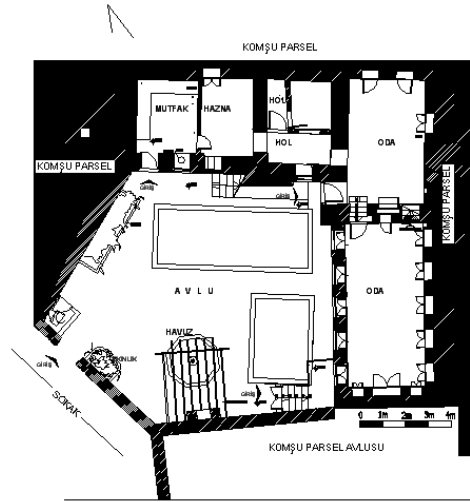 KOMŞU PARSEL
MUTFAK
HAZNA
HOL
HOL
ODA
KOMŞU PARSEL
GİRİŞ
GİRİŞ
KOMŞU PARSEL
AVLU
ODA
HAVUZ
GİRİŞ
GİRİŞ
SOKAK
0 1m 2m 3m 4m
KOMŞU PARSEL AVLUSU